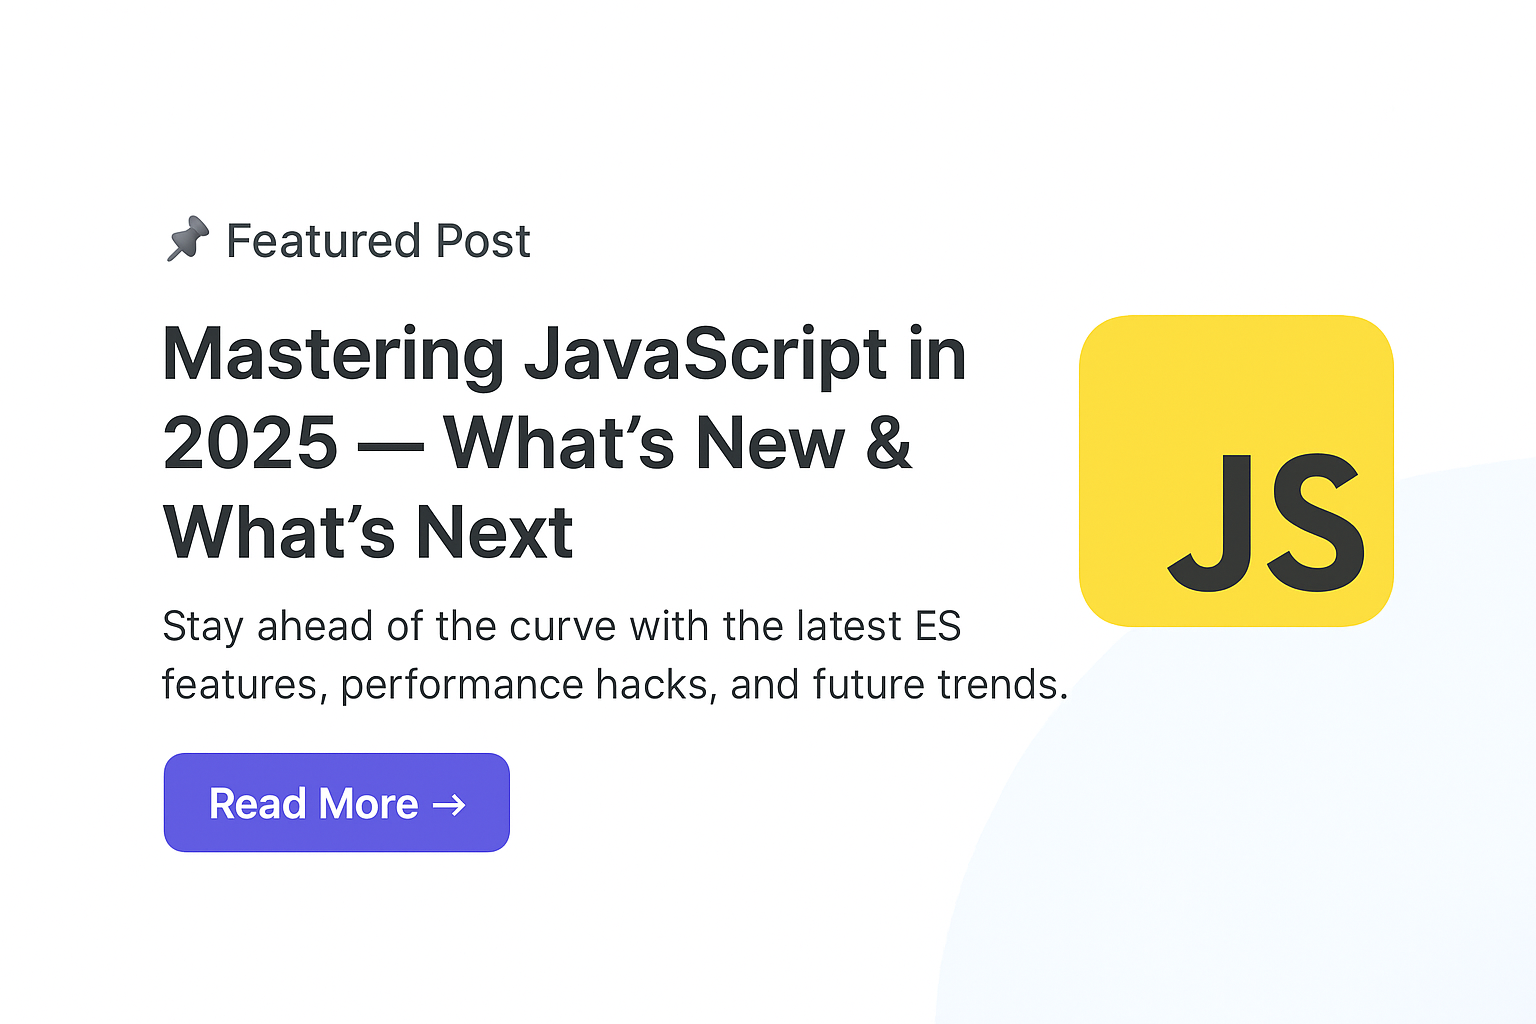 📌 Featured Post
Mastering JavaScript in
2025 — What’s New &
What’s Next
JS
Stay ahead of the curve with the latest ES
features, performance hacks, and future trends.
Read More →